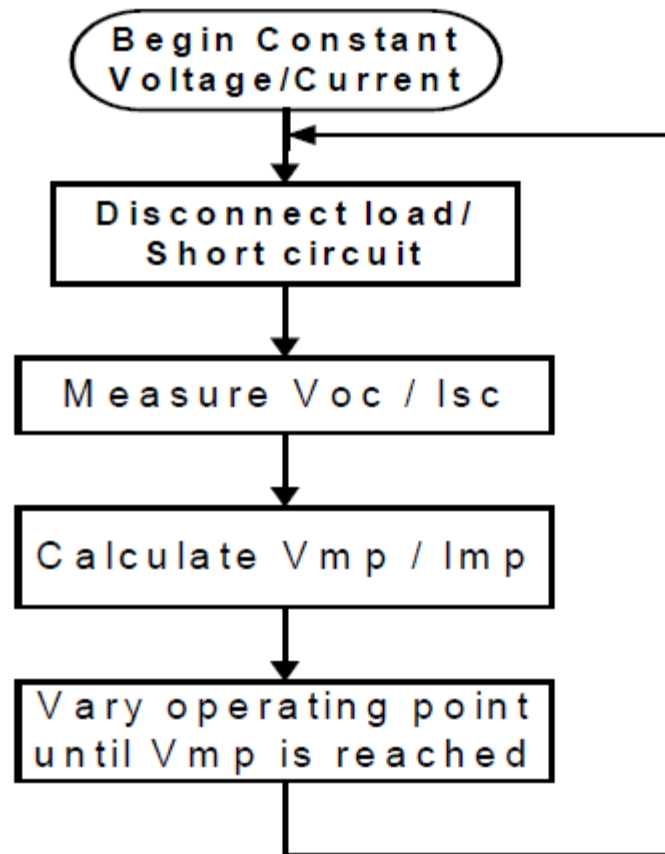 Begin Constant
Voltage/Current
Disconnect load/
Short circuit
Measure Voc / Isc
Calculate Vmp / Imp
Vary operating point
until Vmp is reached